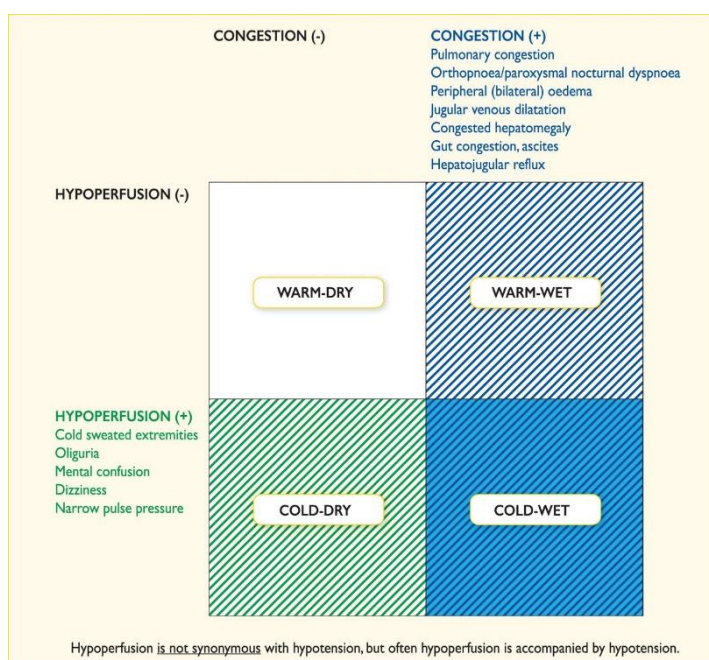 CONGESTION (-)
CONGESTION (+)
Pulmonary congestion
Orthopnoea/paroxysmal nocturnal dyspnoea
Peripheral (bilateral) oedema
Jugular venous dilatation
Congested hepatomegaly
Gut congestion, ascites
Hepatojugular reflux
HYPOPERFUSION (-)
WARM-DRY
WARM-WET
HYPOPERFUSION (+)
Cold sweated extremities
Oliguria
Mental confusion
Dizziness
Narrow pulse pressure
COLD-DRY
COLD-WET
Hypoperfusion is not synonymous with hypotension, but often hypoperfusion is accompanied by hypotension.